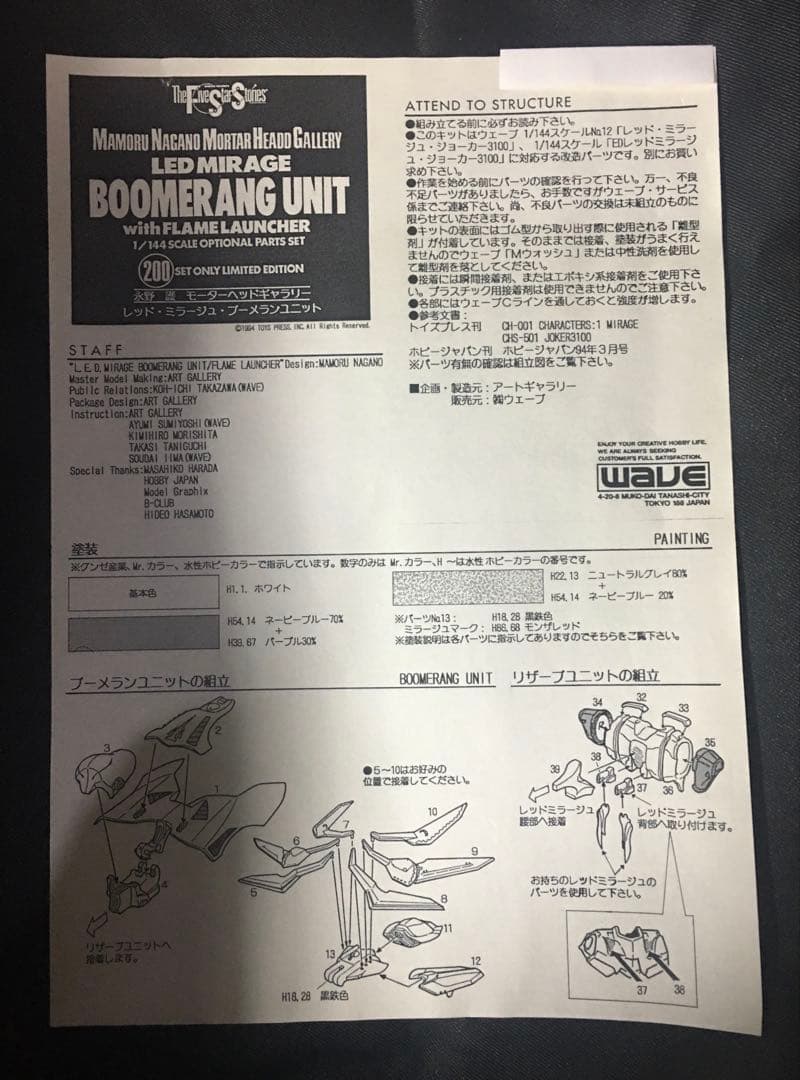 The Five Star Stories
MAMORU NAGANO MORTAR HEADD GALLERY
LED MIRAGE
BOOMERANG UNIT
with FLAME LAUNCHER
1/144 SCALE OPTIONAL PARTS SET
200 SET ONLY LIMITED EDITION
永野 護 モーターヘッドギャラリー
レッド・ミラージュ・ブーメランユニット
©1994 TOYS PRESS, INC. All Rights Reserved.
STAFF
"L.E.D. MIRAGE BOOMERANG UNIT/FLAME LAUNCHER" Design:MAMORU NAGANO
Master Model Making:ART GALLERY
Public Relations:KOH-ICHI TAKAZAWA(WAVE)
Package Design:ART GALLERY
Instruction:ART GALLERY
AYUMI SUMIYOSHI(WAVE)
KIMIHIRO MORISHITA
TAKASI TANIGUCHI
SOUDAI IIMA(WAVE)
Special Thanks:MASAHIKO HARADA
HOBBY JAPAN
Model Graphix
B-CLUB
HIDEO HASAMOTO
ATTEND TO STRUCTURE
●組み立てる前に必ずお読み下さい。
●このキットはウェーブ 1/144スケールNo.12「レッド・ミラー
ジュ・ジョーカー3100」、1/144スケール「EDレッドミラージ
ュ・ジョーカー3100」に対応する改造パーツです。別にお買い
求め下さい。
●作業を始める前にパーツの確認を行って下さい。万一、不良
不足パーツがありましたら、お手数ですがウェーブ・サービス
係までご連絡下さい。尚、不良パーツの交換は未組立のものに
限らせていただきます。
●キットの表面にはゴム型から取り出す際に使用される「離型
剤」が付着しています。そのままでは接着、塗装がうまく行え
ませんのでウェーブ「Mウォッシュ」または中性洗剤を使用し
て離型剤を落としてください。
●接着には瞬間接着剤、またはエポキシ系接着剤をご使用下さ
い。プラスチック用接着剤は使用できませんのでご注意下さい。
●各部にはウェーブCラインを通しておくと強度が増します。
●参考文書:
トイズプレス刊 CH-001 CHARACTERS:1 MIRAGE
CHS-501 JOKER3100
ホビージャパン刊 ホビージャパン94年3月号
※パーツ有無の確認は組立図をご覧下さい。
■企画・製造元:アートギャラリー
販売元:㈱ウェーブ
ENJOY YOUR CREATIVE HOBBY LIFE.
WE ARE ALWAYS SEEKING
CUSTOMER'S FULL SATISFACTION.
WAVE
4-20-8 MUKO-DAI TANASHI-CITY
TOKYO 188 JAPAN
塗装
PAINTING
※グンゼ産業、Mr.カラー、水性ホビーカラーで指示しています。数字のみは Mr.カラー、H ~は水性 ホビーカラーの番号です。
基本色
H1.1. ホワイト
H54.14 ネービーブルー70%
+
H39.67 パープル30%
H22.13 ニュートラルグレイ80%
+
H54.14 ネービーブルー 20%
※パーツNo.13: H18.28 黒鉄色
ミラージュマーク: H86.68 モンザレッド
※塗装説明は各パーツに指示してありますのでそちらをご覧下さい。
ブーメランユニットの組立
BOOMERANG UNIT
リザーブユニットの組立
3
2
1
4
リザーブユニットへ
接着します。
●5~10はお好みの
位置で接着してください。
7
10
6
9
5
8
11
13
12
H18.28 黒鉄色
34
32
33
35
38
39
37
36
レッドミラージュ
腰部へ接着
レッドミラージュ
背部へ取り付けます。
お持ちのレッドミラージュの
パーツを使用して下さい。
37
38